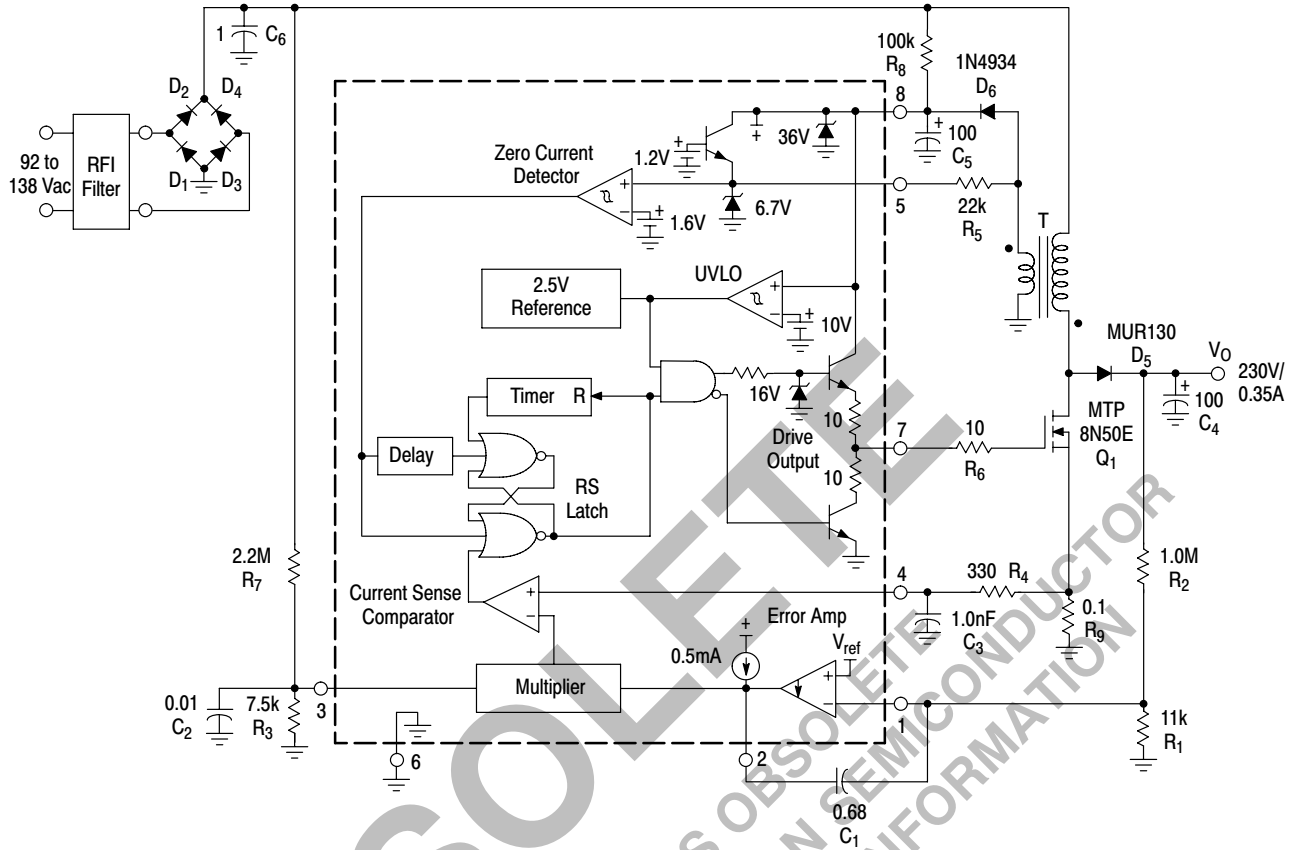 1
C6
D2
D4
D1
D3
92 to
138 Vac
RFI
Filter
100k
R8
1N4934
D6
8
100
C5
36V
1.2V
Zero Current
Detector
6.7V
1.6V
5
22k
R5
T
UVLO
2.5V
Reference
10V
16V
Timer
R
Delay
RS
Latch
10
Drive
Output
10
7
10
R6
MUR130
D5
VO
230V/
0.35A
100
C4
MTP
8N50E
Q1
2.2M
R7
1.0M
R2
Current Sense
Comparator
4
330
R4
1.0nF
C3
0.1
R9
Error Amp
0.5mA
Vref
Multiplier
1
11k
R1
0.01
C2
7.5k
R3
3
6
2
0.68
C1
+
+
+
+
+
+
+
+
+
+
+
−
−
−
−
SOLETE
S OBSOLETE
N SEMICONDUCTOR
INFORMATION